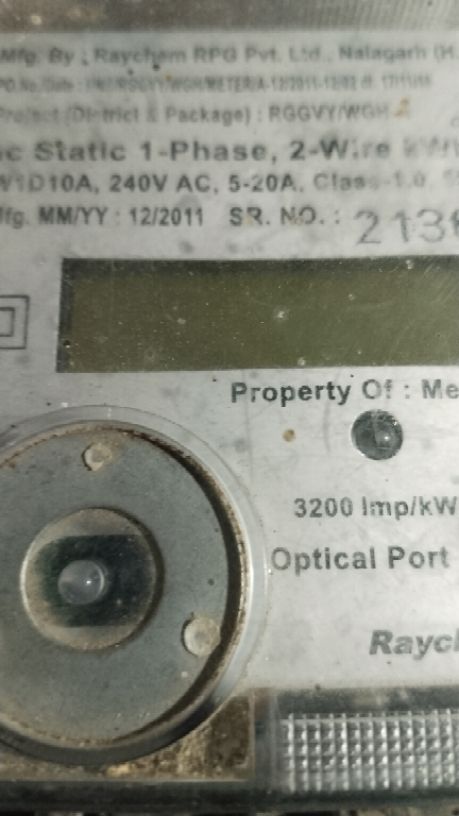 Mfg. By : Raychem RPG Pvt. Ltd., Nalagarh (H.
Project (District & Package) : RGGVY/WGH
c Static 1-Phase, 2-Wire
W1D10A, 240V AC, 5-20A, Class-1.0,
Mfg. MM/YY : 12/2011 SR. NO. : 213
Property Of : Me
3200 Imp/kW
Optical Port
Raych